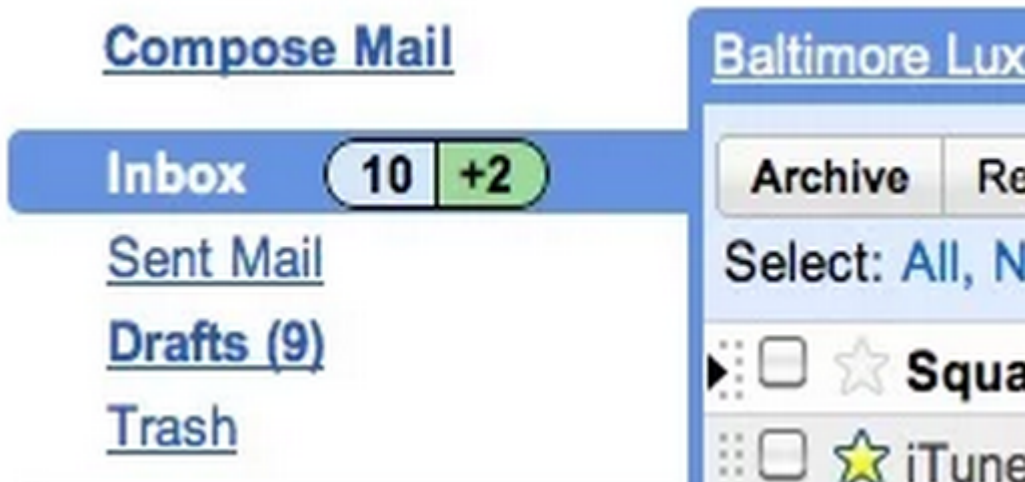 Compose Mail
Inbox 10 +2
Sent Mail
Drafts (9)
Trash
Baltimore Lux
Archive Re
Select: All, N
Squa
iTune